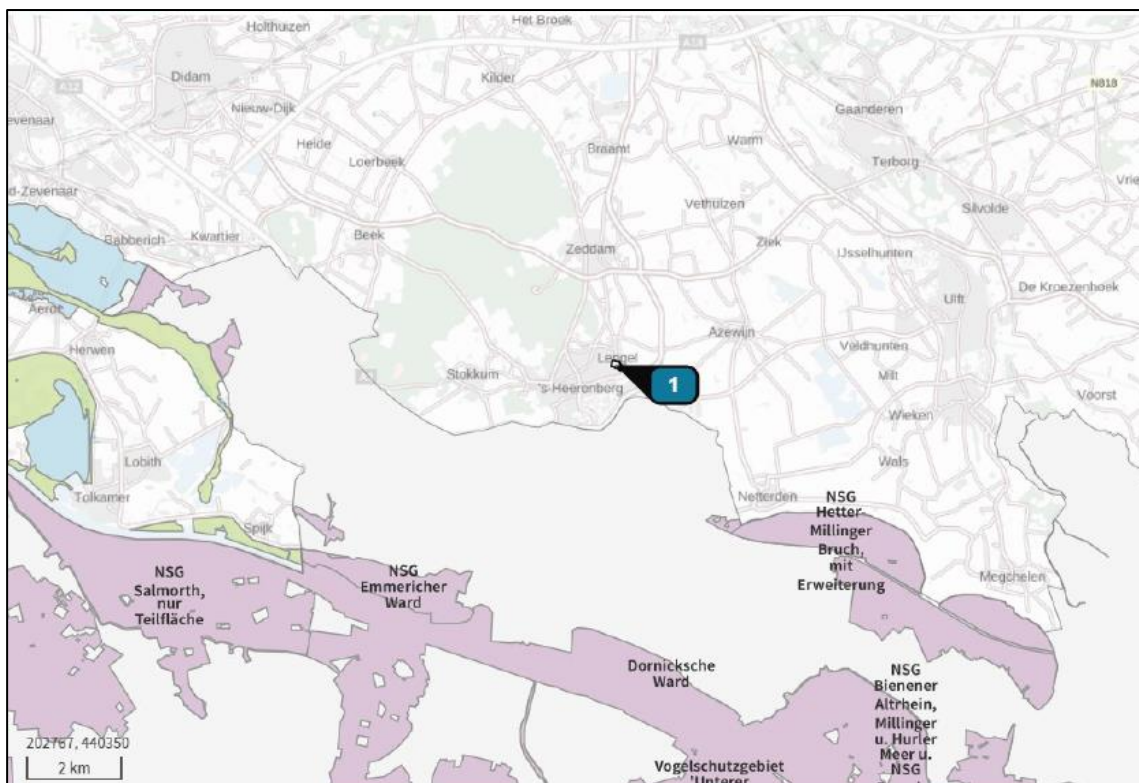 Het Broek
Holthuizen
A18
Didam
Kilder
A12
N818
Nieuw-Dijk
Gaanderen
evenaar
Helde
Loerbeek
Braamt
Warm
Terborg
d-Zevenaar
Vethuizen
Silvolde
Babberich
Kwartier
Beek
Zeddam
Ziek
IJsselhunten
De Kroezenhoek
Aerdt
Ulft
Herwen
Azewijn
Veldhunten
Lengel
Stokkum
1
Milt
's-Heerenberg
Voorst
Wieken
Lobith
Wals
Tolkamer
Netterden
NSG
Hetter-
Millinger
Bruch,
mit
Erweiterung
Spijk
Megchelen
NSG
Salmorth,
nur
Teilfläche
NSG
Emmericher
Ward
Dornicksche
Ward
NSG
Bienener
Altrhein,
Millinger
u. Hurler
Meer u.
NSG
202767, 440350
2 km
Vogelschutzgebiet
'Unterer